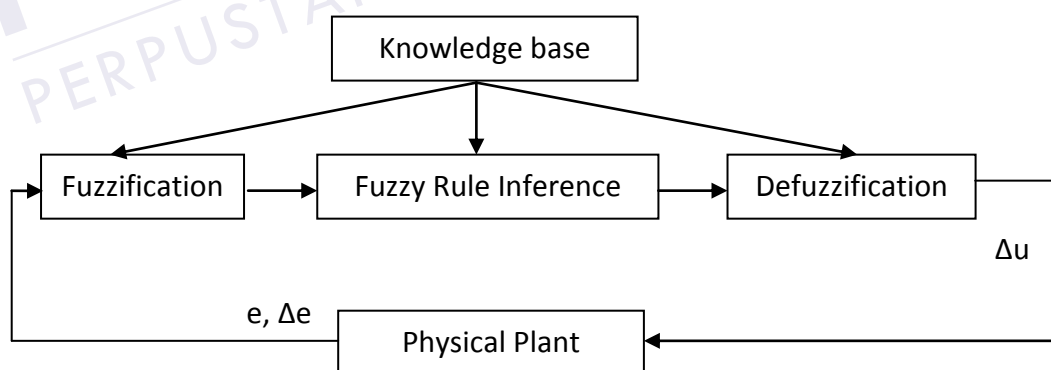 PERPUSTA
Knowledge base
Fuzzification
Fuzzy Rule Inference
Defuzzification
Δu
e, Δe
Physical Plant